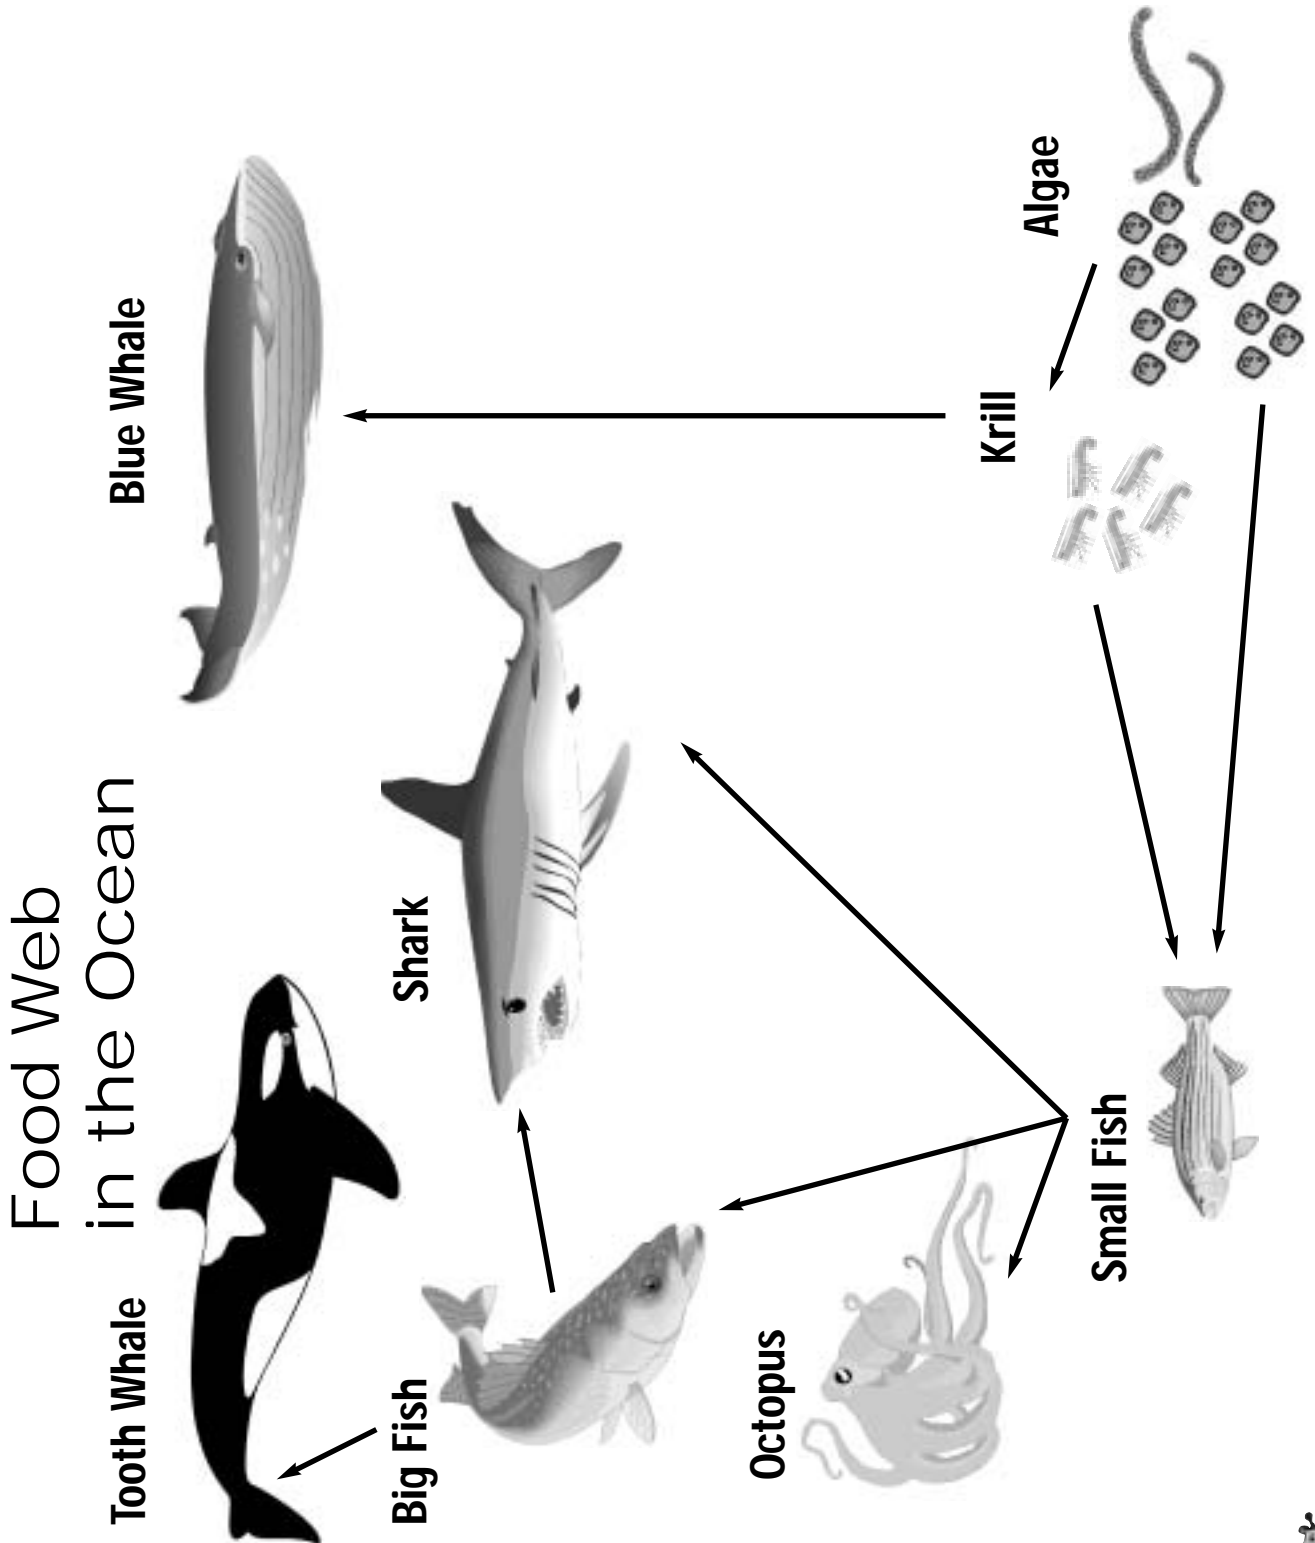 Food Web
in the Ocean
Tooth Whale
Blue Whale
Big Fish
Shark
Octopus
Krill
Small Fish
Algae